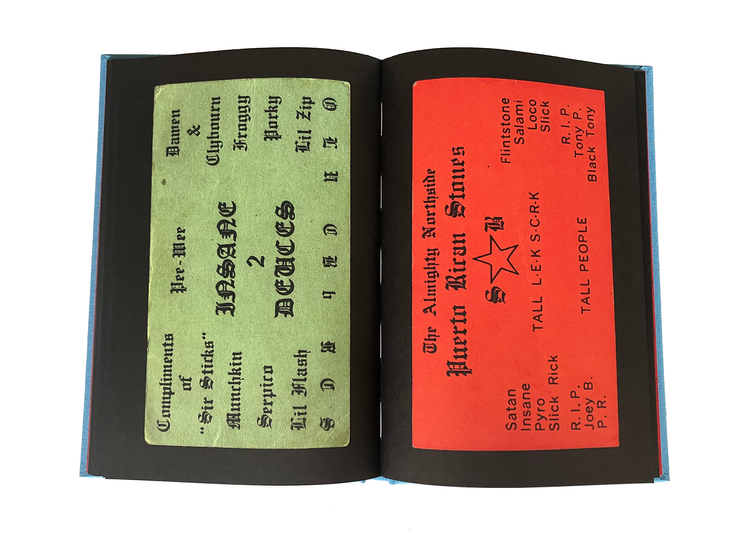 Compliments
of
"Sir Sticks"
Munchkin
Serpico
Lil Flash
Pee-Wee
INSANE
2
DEUCES
Damen
&
Clybourn
Froggy
Porky
Lil Zip
The Almighty Northside
Puerto Rican Stones
TALL L·E·K S·C·R·K
TALL PEOPLE
Satan
Insane
Pyro
Slick Rick
R.I.P.
Joey B.
P. R.
Flintstone
Salami
Loco
Slick
R.I.P.
Tony P.
Black Tony